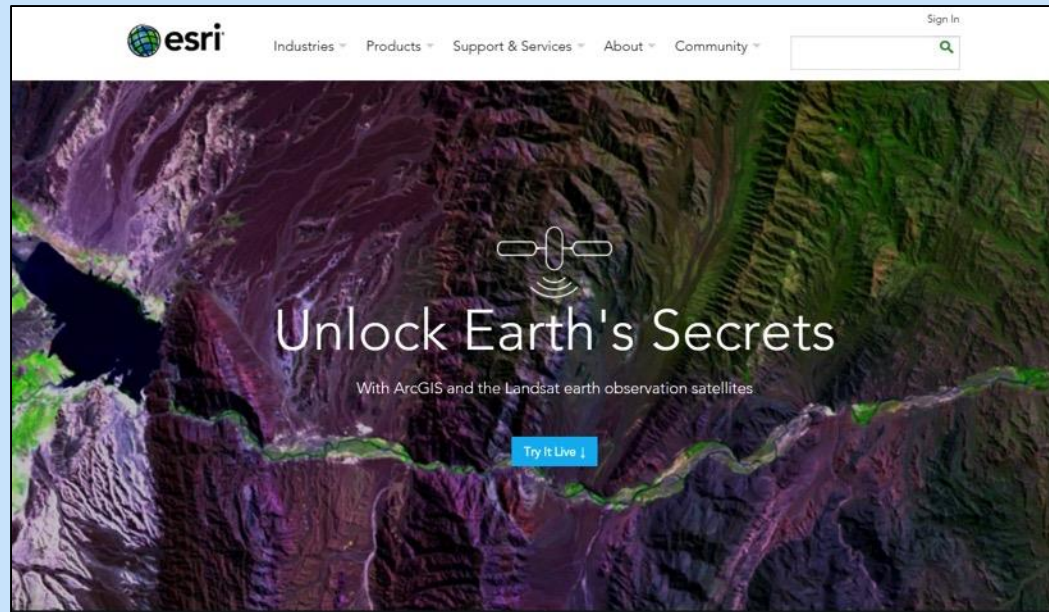 Sign In
esri
Industries Products Support & Services About Community
Unlock Earth's Secrets
With ArcGIS and the Landsat earth observation satellites
Try It Live ↓